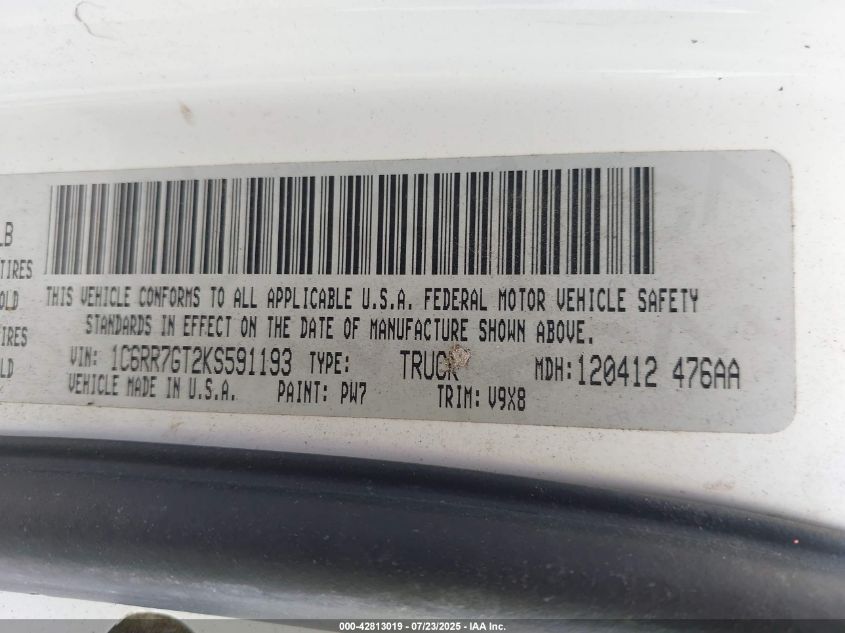 LB
TIRES
OLD
IRES
LD
THIS VEHICLE CONFORMS TO ALL APPLICABLE U.S.A. FEDERAL MOTOR VEHICLE SAFETY
STANDARDS IN EFFECT ON THE DATE OF MANUFACTURE SHOWN ABOVE.
VIN: 1C6RR7GT2KS591193 TYPE: TRUCK MDH: 120412 476AA
VEHICLE MADE IN U.S.A. PAINT: PW7 TRIM: V9X8
000-42813019 | 07/23/2025 | IAA Inc.